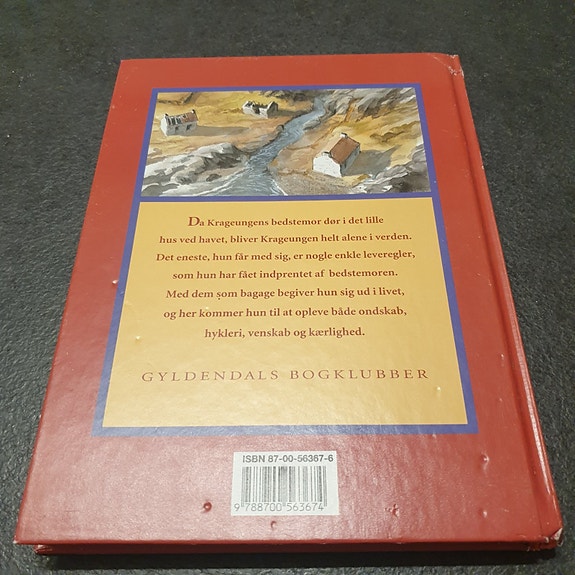 Da Krageungens bedstemor dør i det lille
hus ved havet, bliver Krageungen helt alene i verden.
Det eneste, hun får med sig, er nogle enkle leveregler,
som hun har fået indprentet af bedstemoren.
Med dem som bagage begiver hun sig ud i livet,
og her kommer hun til at opleve både ondskab,
hykleri, venskab og kærlighed.
GYLDENDALS BOGKLUBBER
ISBN 87-00-56367-6
9 788700 563674